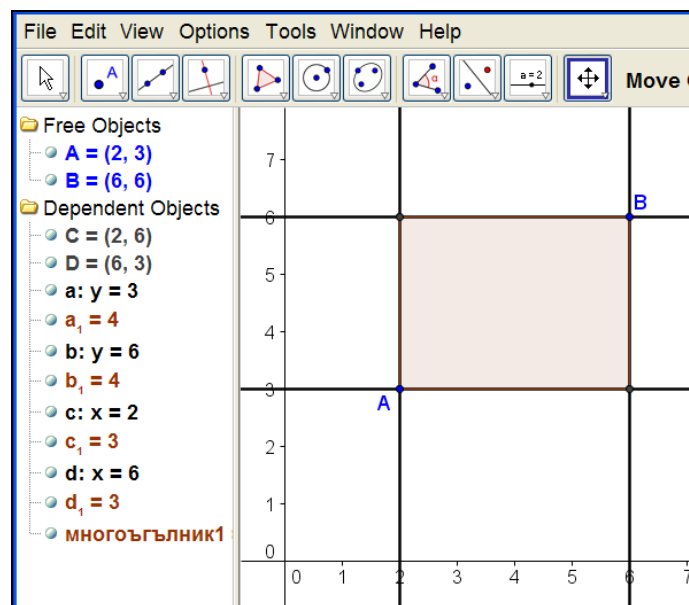 File Edit View Options Tools Window Help
A α a = 2 Move
Free Objects
A = (2, 3)
B = (6, 6)
Dependent Objects
C = (2, 6)
D = (6, 3)
a: y = 3
a₁ = 4
b: y = 6
b₁ = 4
c: x = 2
c₁ = 3
d: x = 6
d₁ = 3
многоъгълник1
7
6
B
5
4
3
A
2
1
0
0 1 2 3 4 5 6 7